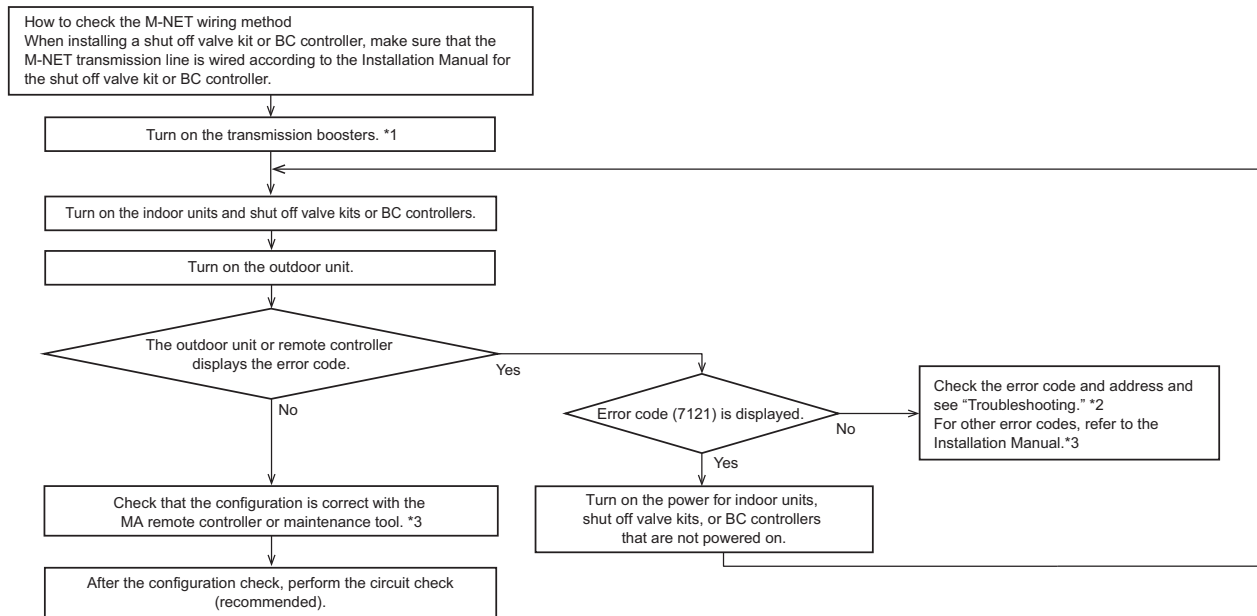 How to check the M-NET wiring method
When installing a shut off valve kit or BC controller, make sure that the
M-NET transmission line is wired according to the Installation Manual for
the shut off valve kit or BC controller.
Turn on the transmission boosters. *1
Turn on the indoor units and shut off valve kits or BC controllers.
Turn on the outdoor unit.
The outdoor unit or remote controller
displays the error code.
Yes
No
Error code (7121) is displayed.
No
Yes
Check the error code and address and
see “Troubleshooting.” *2
For other error codes, refer to the
Installation Manual.*3
Turn on the power for indoor units,
shut off valve kits, or BC controllers
that are not powered on.
Check that the configuration is correct with the
MA remote controller or maintenance tool. *3
After the configuration check, perform the circuit check
(recommended).